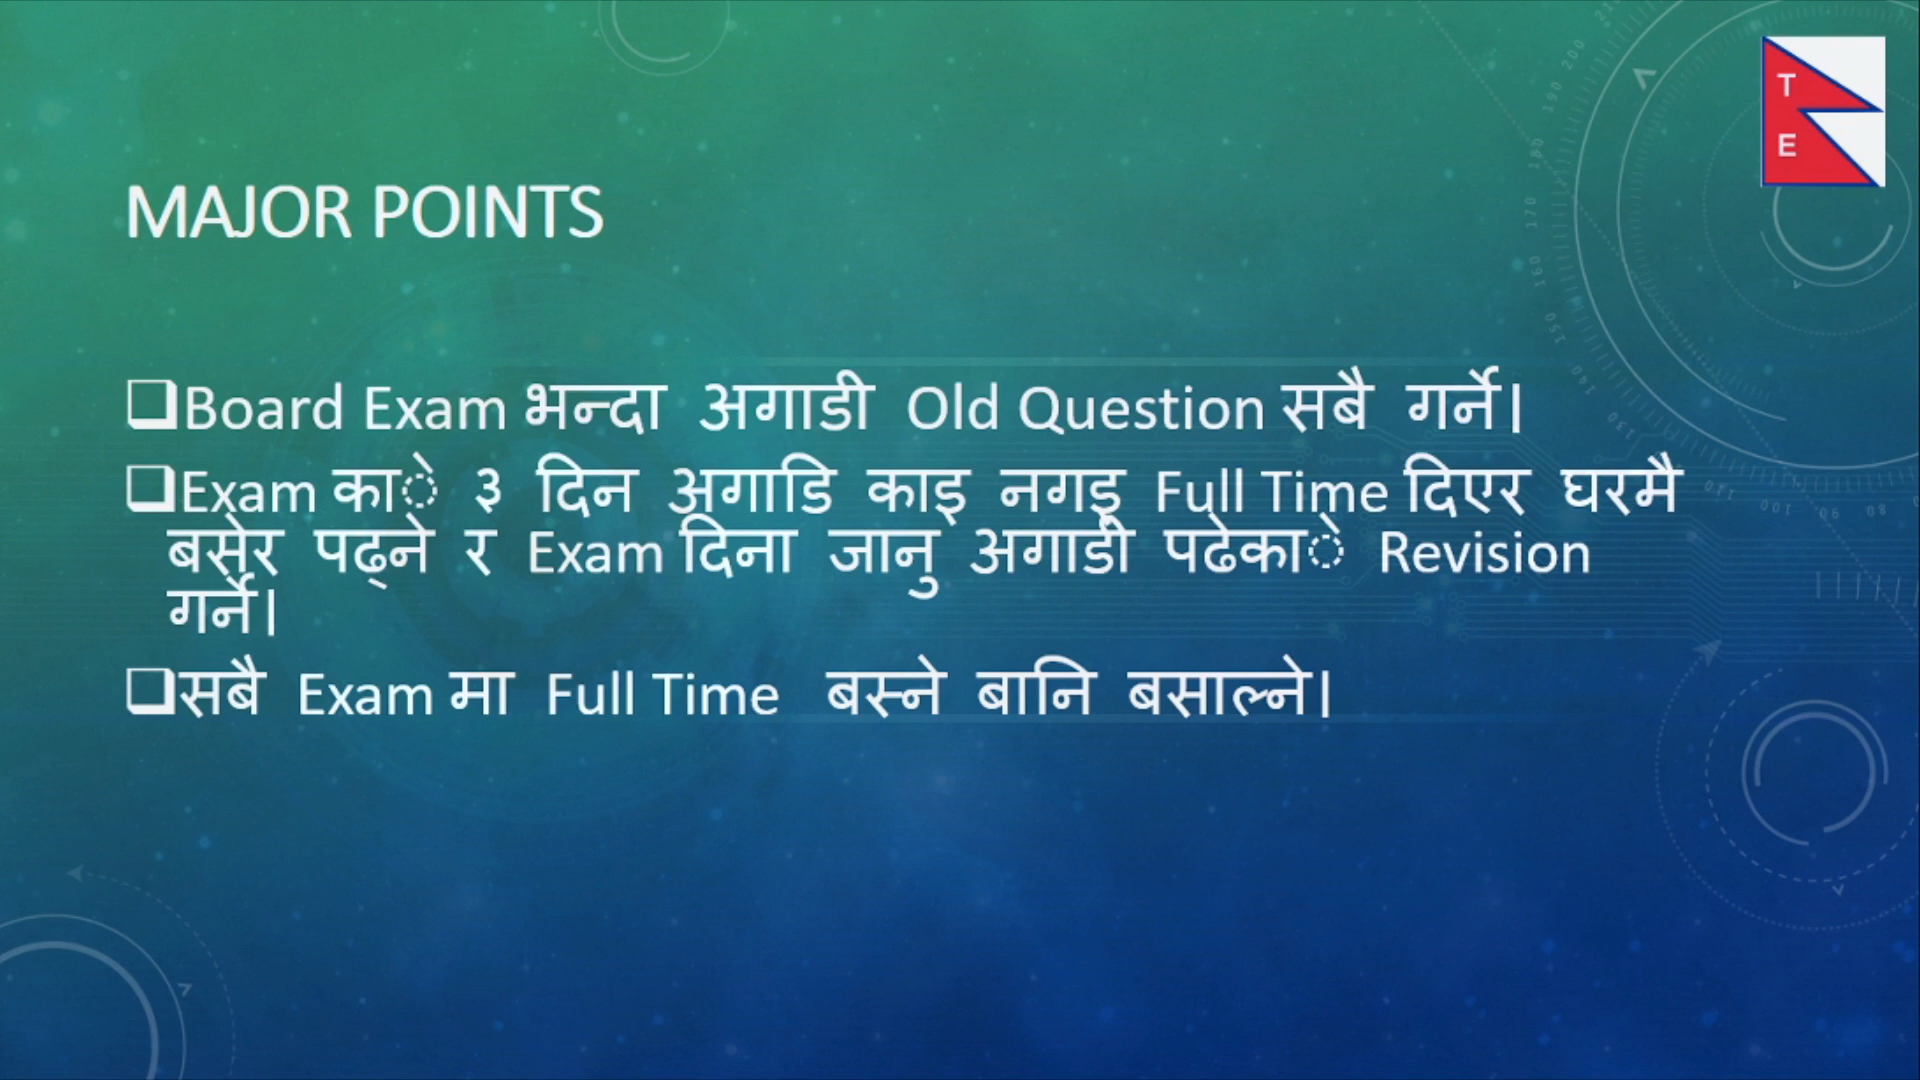 T
E
MAJOR POINTS
❑Board Exam भन्दा अगाडी Old Question सबै गर्ने।
❑Exam काे ३ दिन अगाडि काइ नगइ Full Time दिएर घरमै
बसेर पढ्ने र Exam दिना जानु अगाडी पढेकाे Revision
गर्ने।
❑सबै Exam मा Full Time बस्ने बानि बसाल्ने।